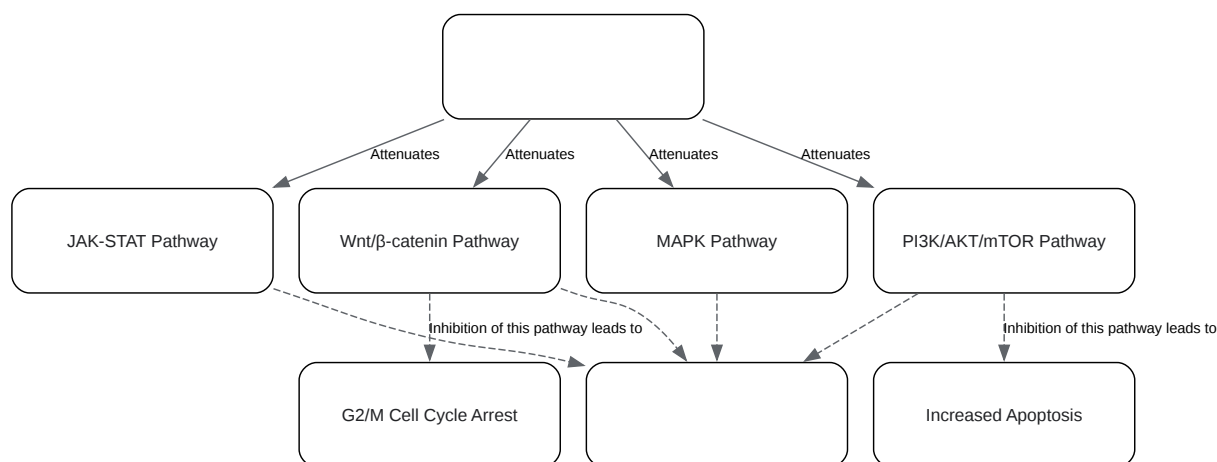 Attenuates
Attenuates
Attenuates
Attenuates
JAK-STAT Pathway
Wnt/β-catenin Pathway
MAPK Pathway
PI3K/AKT/mTOR Pathway
Inhibition of this pathway leads to
Inhibition of this pathway leads to
G2/M Cell Cycle Arrest
Increased Apoptosis